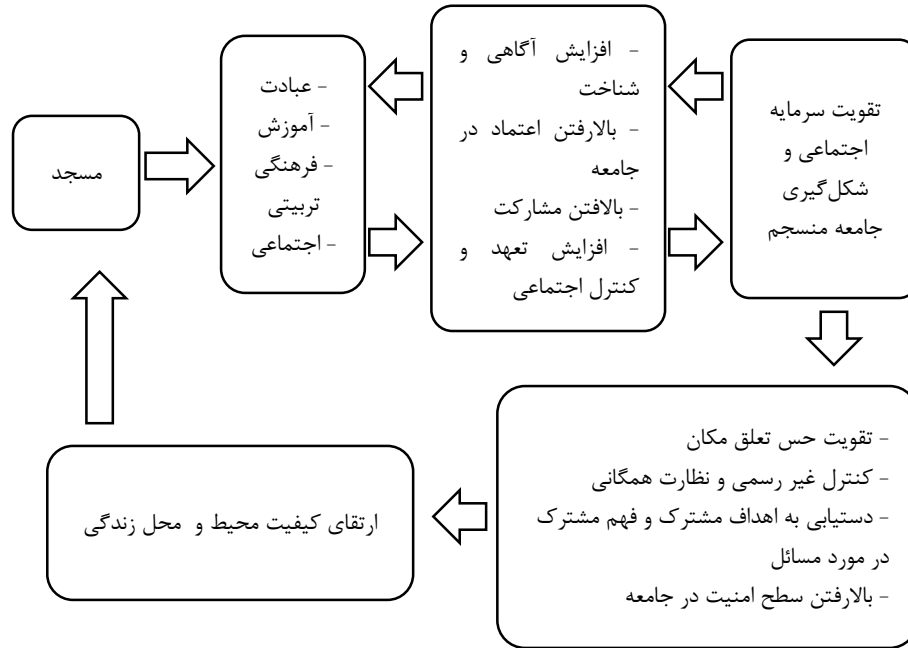 مسجد
- عبادت
- آموزش
- فرهنگی
تربیتی
- اجتماعی
- افزایش آگاهی و
شناخت
- بالارفتن اعتماد در
جامعه
- بالافتن مشارکت
- افزایش تعهد و
کنترل اجتماعی
تقویت سرمایه
اجتماعی و
شکل‌گیری
جامعه منسجم
- تقویت حس تعلق مکان
- کنترل غیر رسمی و نظارت همگانی
- دستیابی به اهداف مشترک و فهم مشترک
در مورد مسائل
- بالارفتن سطح امنیت در جامعه
ارتقای کیفیت محیط و محل زندگی